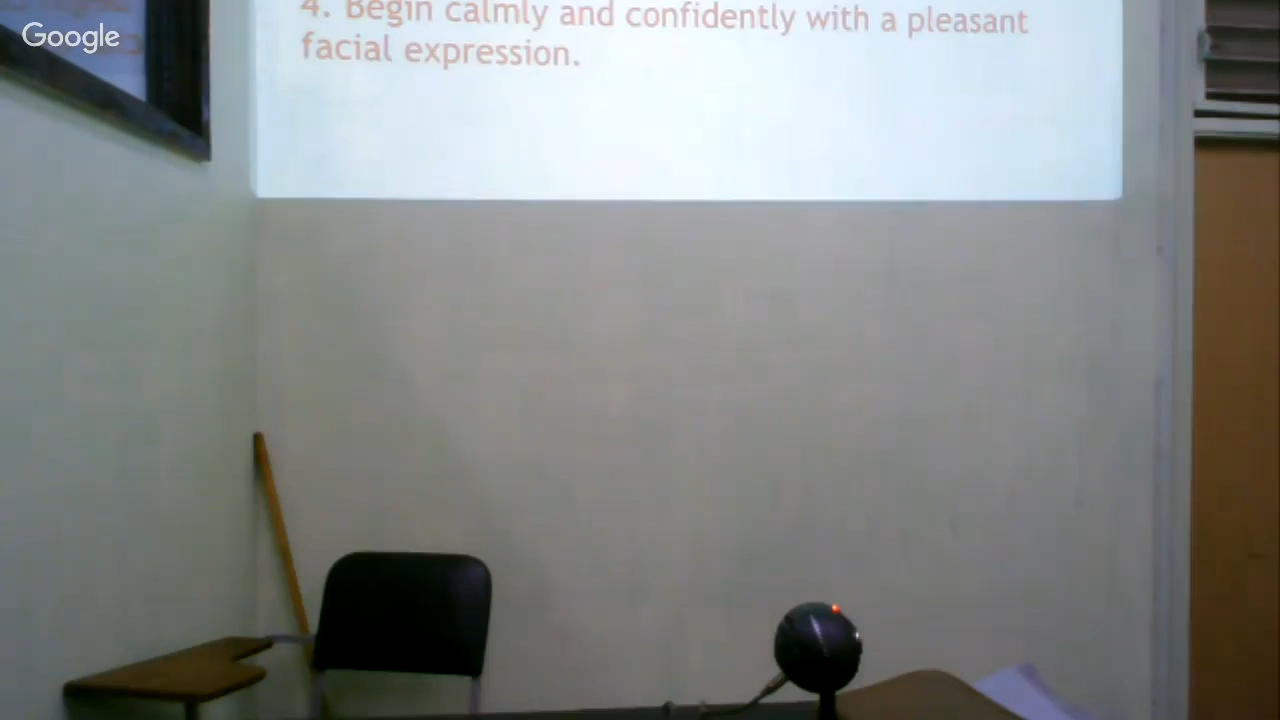 Google
4. Begin calmly and confidently with a pleasant
facial expression.